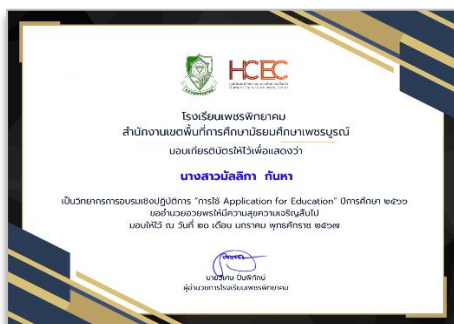 HCEC
โรงเรียนเพชรพิทยาคม
สำนักงานเขตพื้นที่การศึกษามัธยมศึกษาเพชรบูรณ์
มอบเกียรติบัตรให้ไว้เพื่อแสดงว่า
นางสาวมัลลิกา กันหา
เป็นวิทยากรการอบรมเชิงปฏิบัติการ "การใช้ Application for Education" ปีการศึกษา ๒๕๖๖
ขออำนวยอวยพรให้มีความสุขความเจริญสืบไป
มอบให้ไว้ ณ วันที่ ๒๐ เดือน มกราคม พุทธศักราช ๒๕๖๗
ผู้อำนวยการโรงเรียนเพชรพิทยาคม